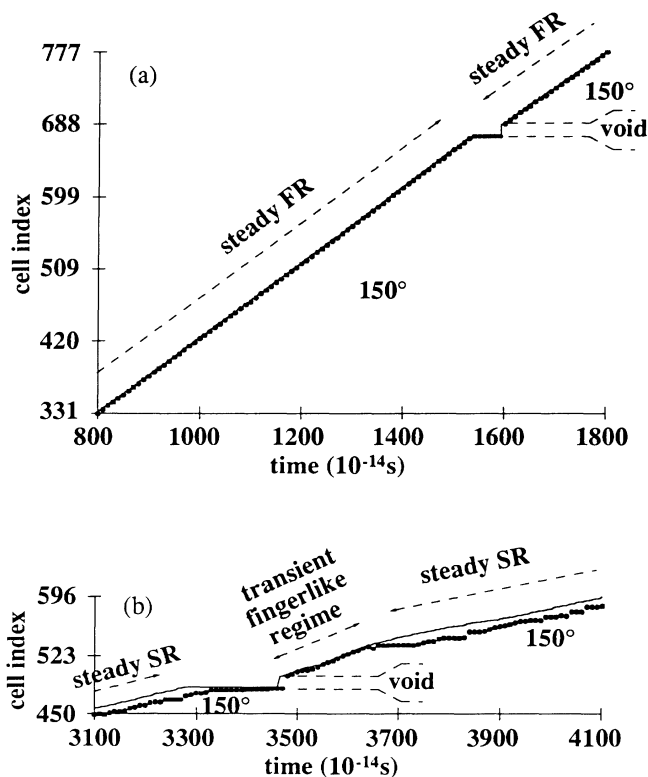 777
(a)
steady FR
150°
688
void
599
steady FR
cell index
509
150°
420
331
800 1000 1200 1400 1600 1800
time (10-14s)
transient
fingerlike
regime
steady SR
596
(b)
150°
cell index
523
steady SR
void
150°
450
3100 3300 3500 3700 3900 4100
time (10-14s)